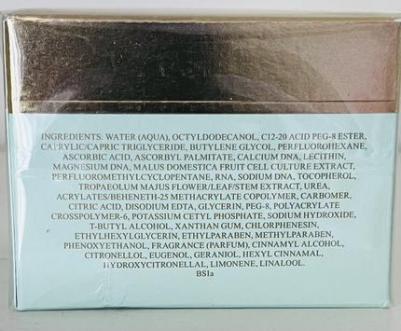 INGREDIENTS: WATER (AQUA), OCTYLDODECANOL, C12-20 ACID PEG-8 ESTER,
CAPRYLIC/CAPRIC TRIGLYCERIDE, BUTYLENE GLYCOL, PERFLUOROHEXANE,
ASCORBIC ACID, ASCORBYL PALMITATE, CALCIUM DNA, LECITHIN,
MAGNESIUM DNA, MALUS DOMESTICA FRUIT CELL CULTURE EXTRACT,
PERFLUOROMETHYLCYCLOPENTANE, RNA, SODIUM DNA, TOCOPHEROL,
TROPAEOLUM MAJUS FLOWER/LEAF/STEM EXTRACT, UREA,
ACRYLATES/BEHENETH-25 METHACRYLATE COPOLYMER, CARBOMER,
CITRIC ACID, DISODIUM EDTA, GLYCERIN, PEG-8, POLYACRYLATE
CROSSPOLYMER-6, POTASSIUM CETYL PHOSPHATE, SODIUM HYDROXIDE,
T-BUTYL ALCOHOL, XANTHAN GUM, CHLORPHENESIN,
ETHYLHEXYLGLYCERIN, ETHYLPARABEN, METHYLPARABEN,
PHENOXYETHANOL, FRAGRANCE (PARFUM), CINNAMYL ALCOHOL,
CITRONELLOL, EUGENOL, GERANIOL, HEXYL CINNAMAL,
HYDROXYCITRONELLAL, LIMONENE, LINALOOL.
BSIa